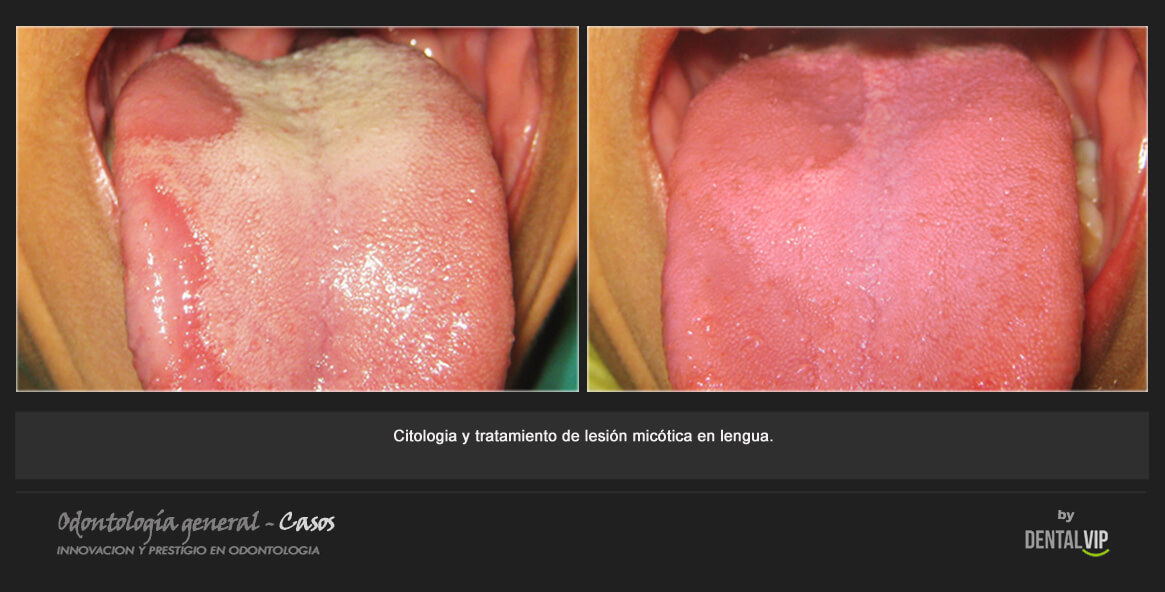 Citologia y tratamiento de lesión micótica en lengua.
Odontología general - Casos
INNOVACION Y PRESTIGIO EN ODONTOLOGIA
by
DENTALVIP